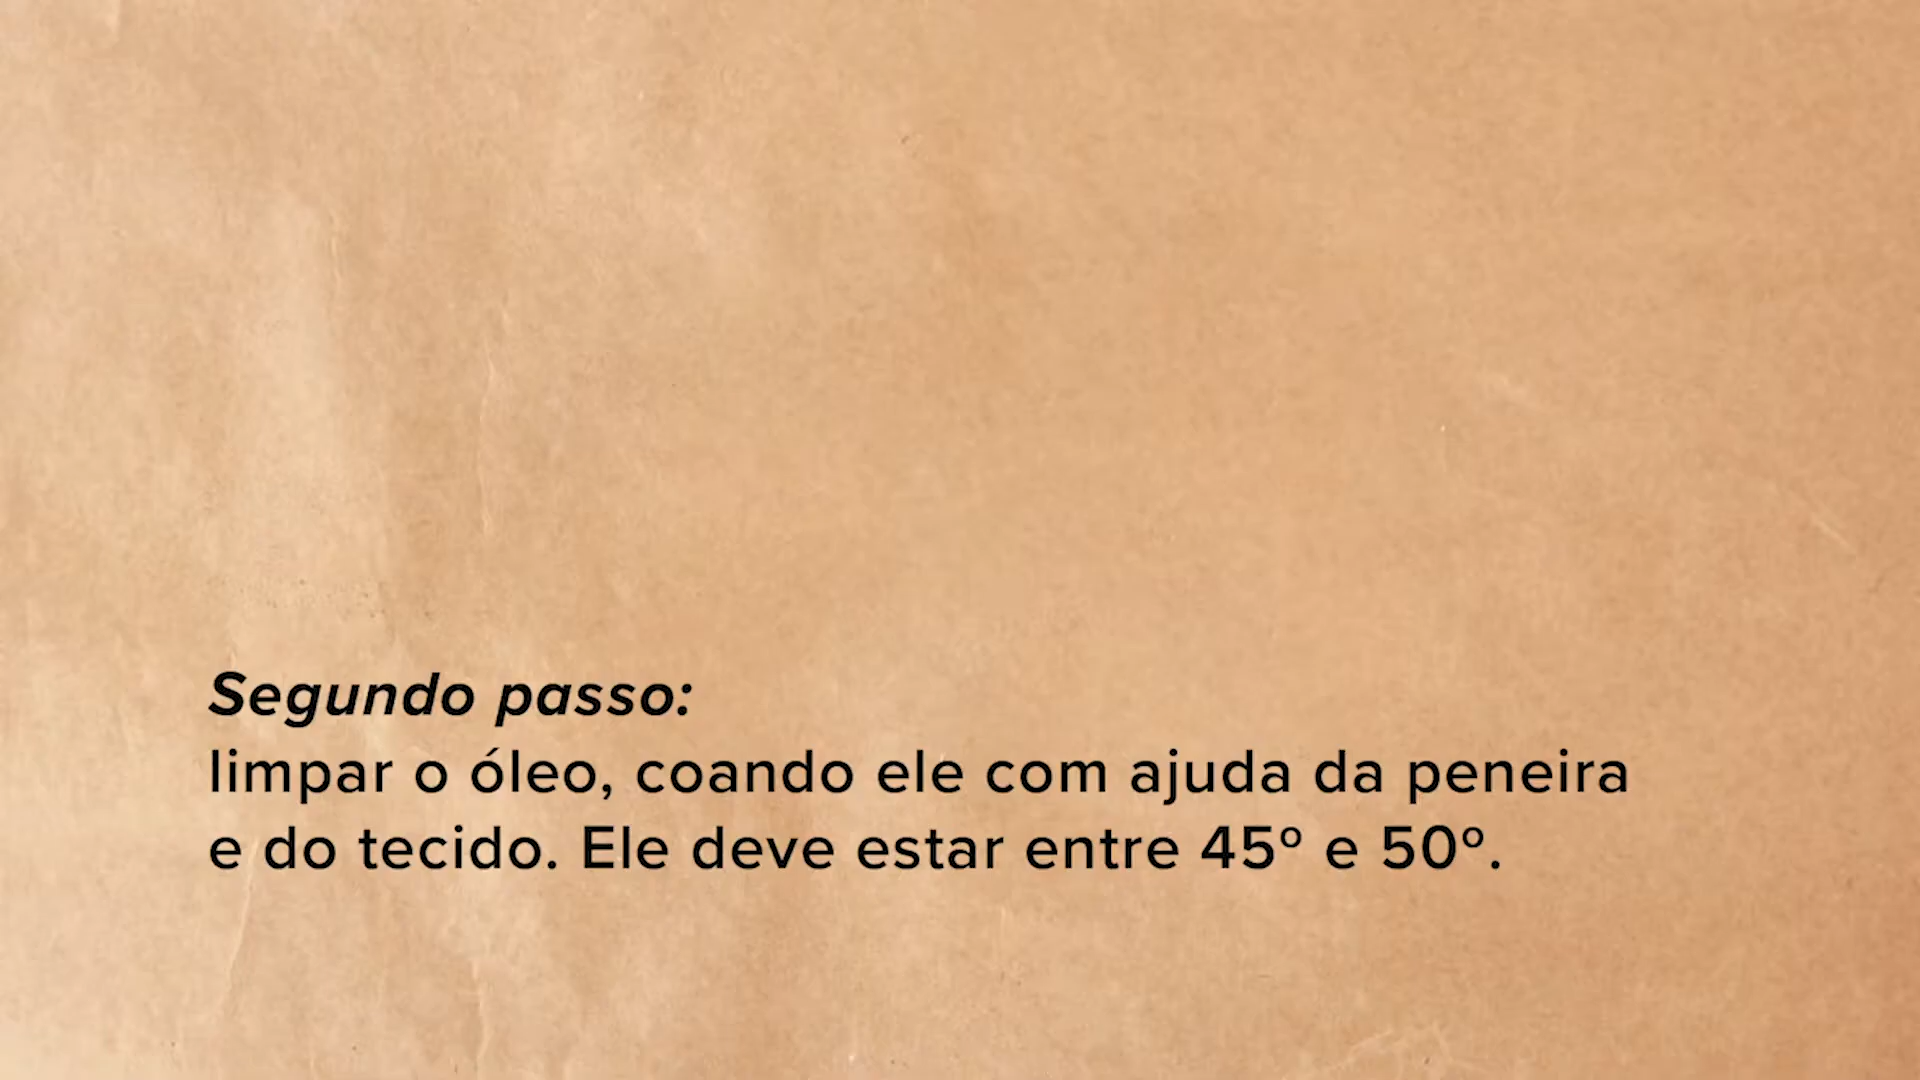 Segundo passo:
limpar o óleo, coando ele com ajuda da peneira
e do tecido. Ele deve estar entre 45º e 50º.